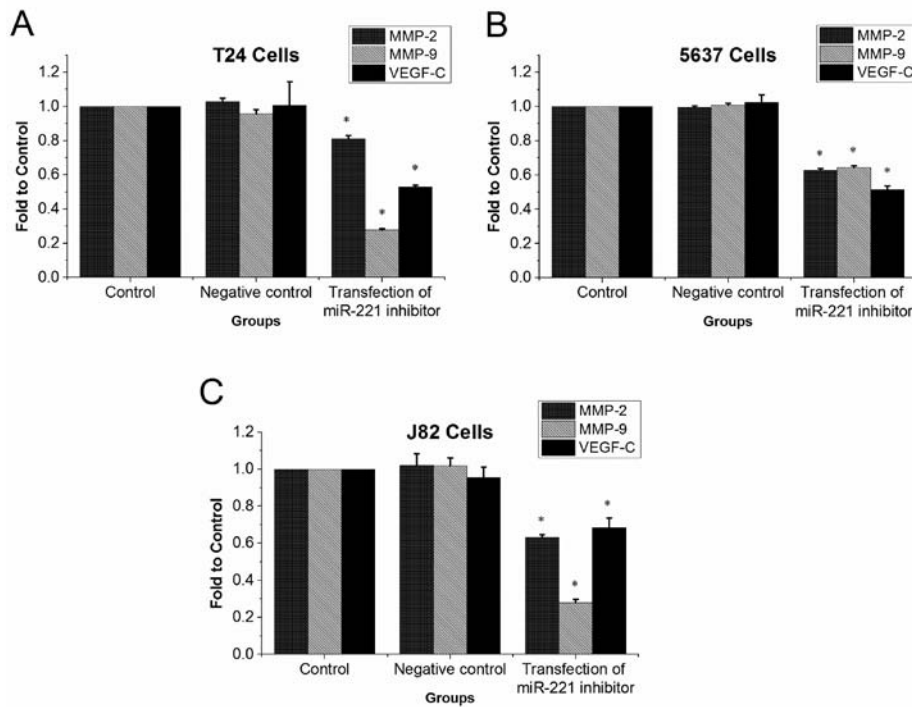 A
T24 Cells
MMP-2
MMP-9
VEGF-C
Fold to Control
1.2
1.0
0.8
0.6
0.4
0.2
0.0
*
*
*
Control
Negative control
Transfection of
miR-221 inhibitor
Groups
B
5637 Cells
MMP-2
MMP-9
VEGF-C
Fold to Control
1.2
1.0
0.8
0.6
0.4
0.2
0.0
*
*
*
Control
Negative control
Transfection of
miR-221 inhibitor
Groups
C
J82 Cells
MMP-2
MMP-9
VEGF-C
Fold to Control
1.2
1.0
0.8
0.6
0.4
0.2
0.0
*
*
*
Control
Negative control
Transfection of
miR-221 inhibitor
Groups